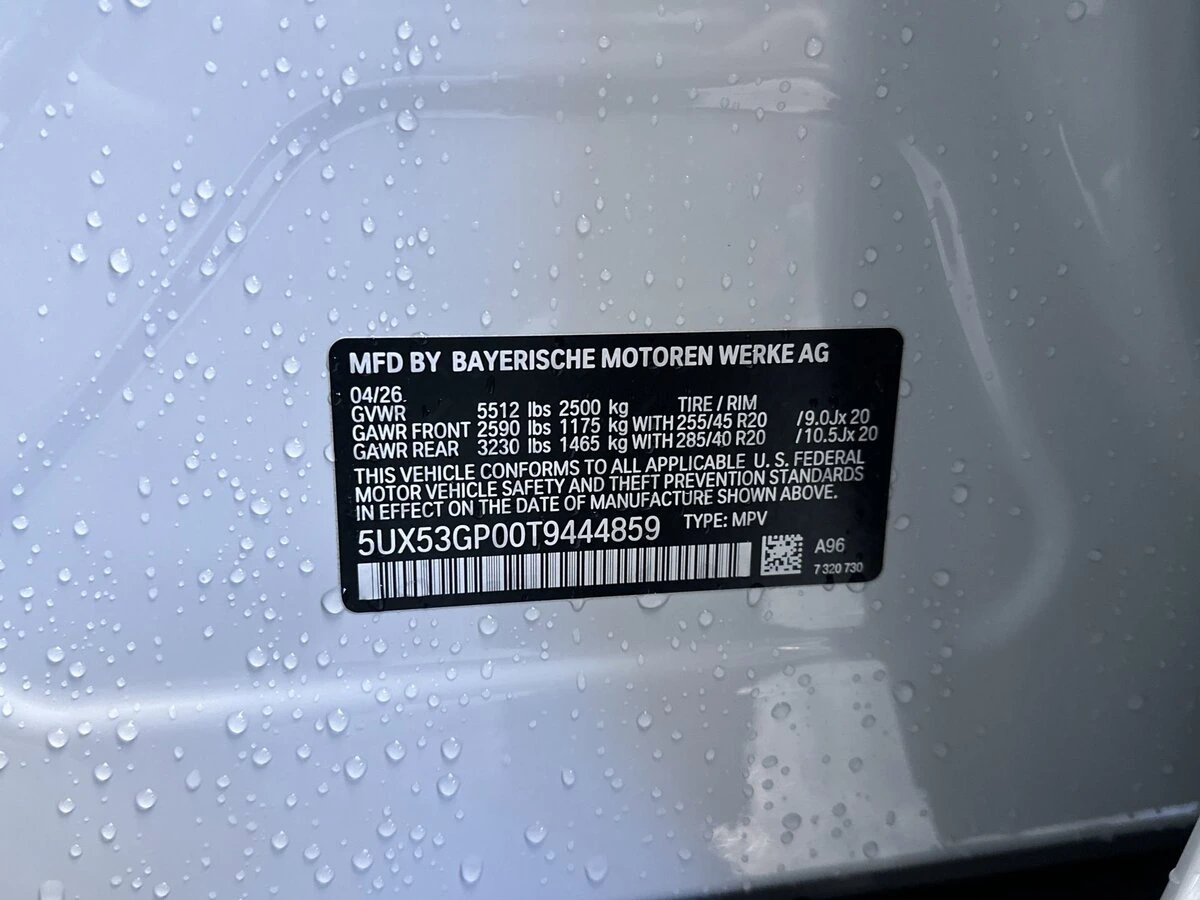 MFD BY BAYERISCHE MOTOREN WERKE AG
04/26
GVWR 5512 lbs 2500 kg TIRE / RIM
GAWR FRONT 2590 lbs 1175 kg WITH 255/45 R20 /9.0Jx 20
GAWR REAR 3230 lbs 1465 kg WITH 285/40 R20 /10.5Jx 20
THIS VEHICLE CONFORMS TO ALL APPLICABLE U.S. FEDERAL
MOTOR VEHICLE SAFETY AND THEFT PREVENTION STANDARDS
IN EFFECT ON THE DATE OF MANUFACTURE SHOWN ABOVE.
5UX53GP00T9444859 TYPE: MPV
A96
7 320 730